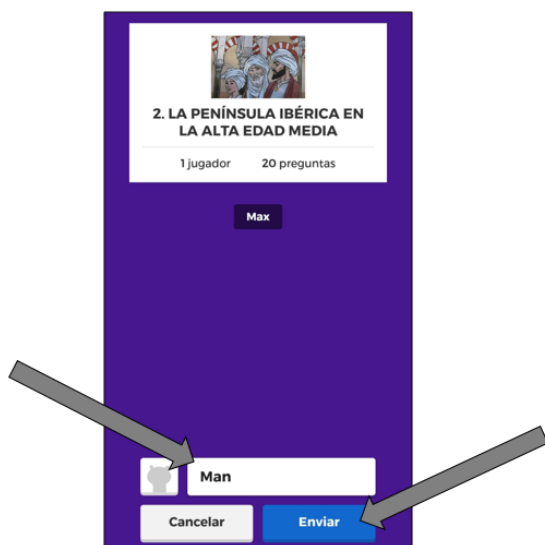 2. LA PENÍNSULA IBÉRICA EN
LA ALTA EDAD MEDIA
1 jugador 20 preguntas
Max
Man
Cancelar Enviar